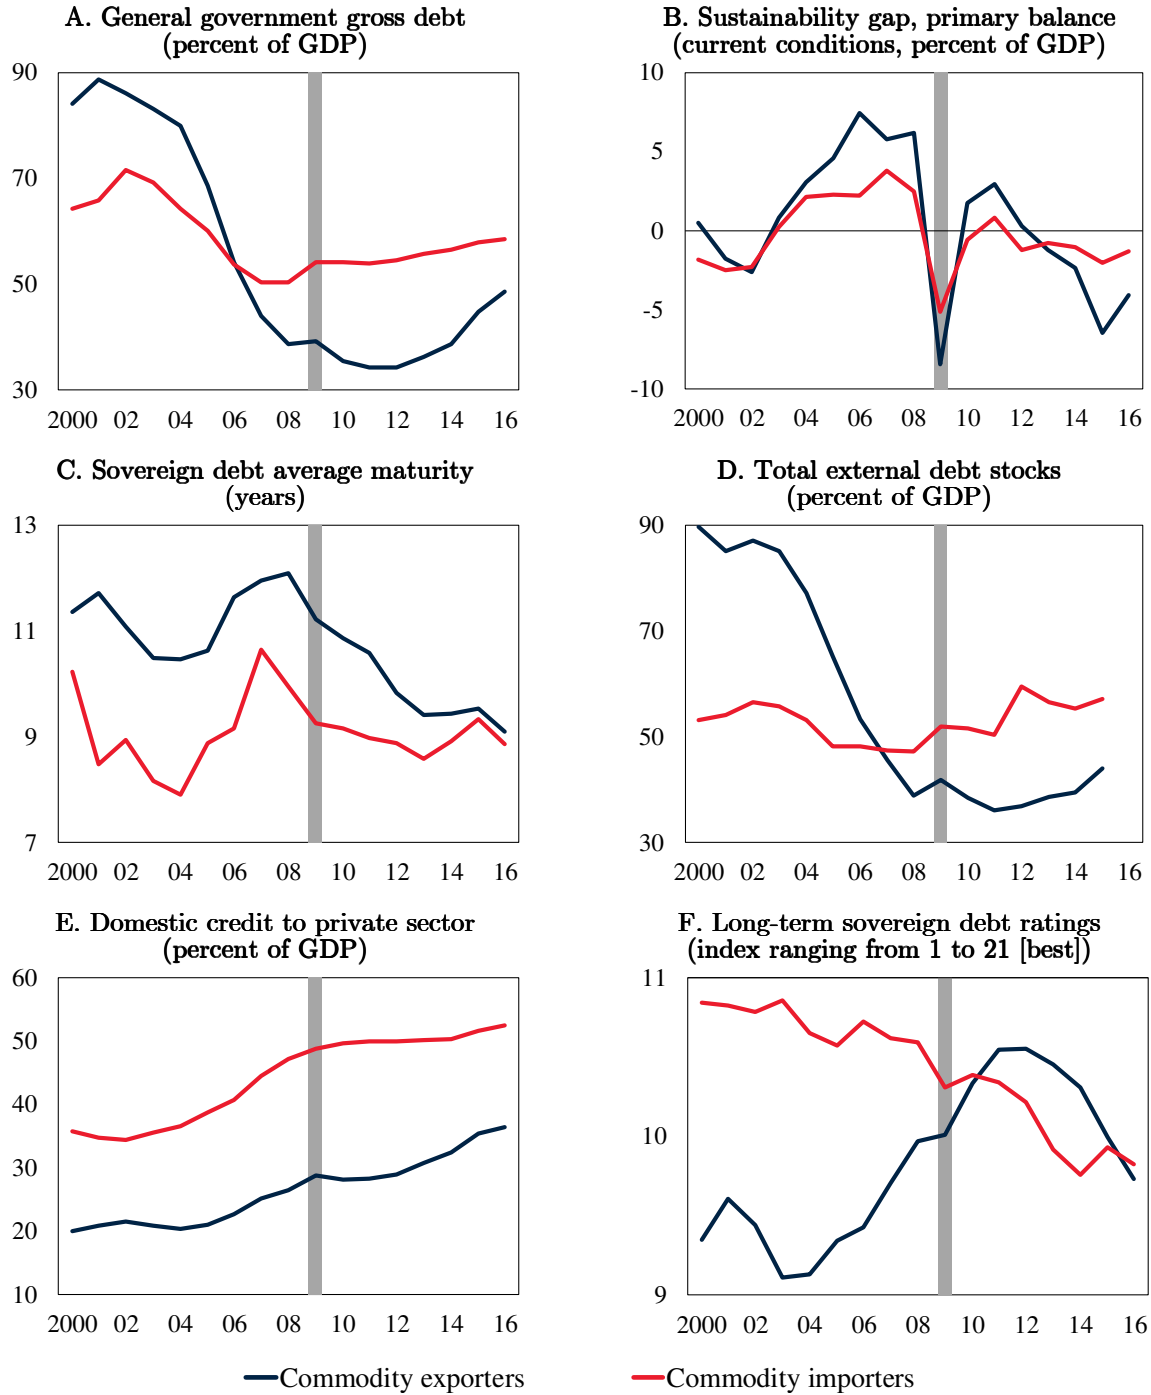 A. General government gross debt
(percent of GDP)
90
70
50
30
2000 02 04 06 08 10 12 14 16
B. Sustainability gap, primary balance
(current conditions, percent of GDP)
10
5
0
-5
-10
2000 02 04 06 08 10 12 14 16
C. Sovereign debt average maturity
(years)
13
11
9
7
2000 02 04 06 08 10 12 14 16
D. Total external debt stocks
(percent of GDP)
90
70
50
30
2000 02 04 06 08 10 12 14 16
E. Domestic credit to private sector
(percent of GDP)
60
50
40
30
20
10
2000 02 04 06 08 10 12 14 16
F. Long-term sovereign debt ratings
(index ranging from 1 to 21 [best])
11
10
9
2000 02 04 06 08 10 12 14 16
Commodity exporters
Commodity importers